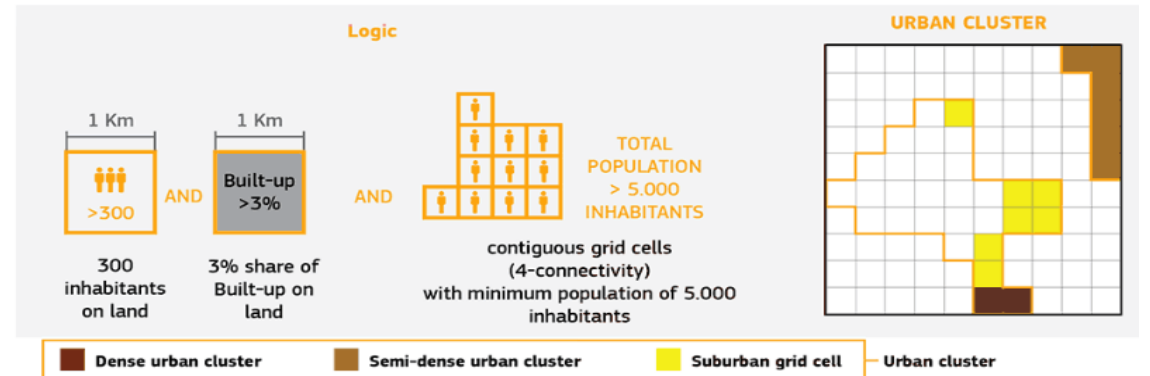 Logic
URBAN CLUSTER
1 Km
1 Km
>300
AND
Built-up
>3%
AND
TOTAL
POPULATION
> 5.000
INHABITANTS
300
inhabitants
on land
3% share of
Built-up on
land
contiguous grid cells
(4-connectivity)
with minimum population of 5.000
inhabitants
Dense urban cluster
Semi-dense urban cluster
Suburban grid cell
Urban cluster